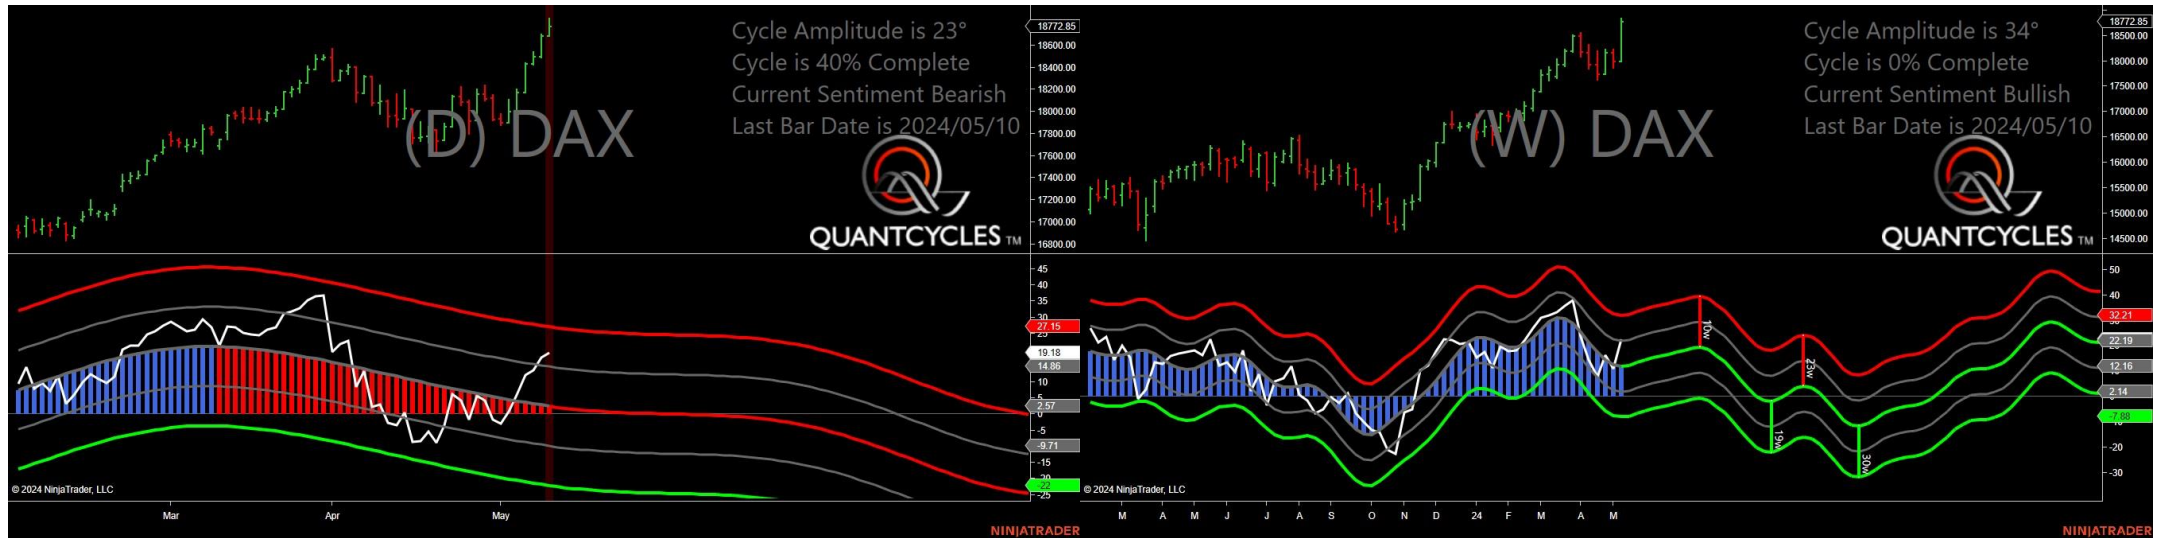 Cycle Amplitude is 23°
Cycle is 40% Complete
Current Sentiment Bearish
Last Bar Date is 2024/05/10
(D) DAX
QUANTCYCLES TM
18772.85
18600.00
18400.00
18200.00
18000.00
17800.00
17600.00
17400.00
17200.00
17000.00
16800.00
45
40
35
30
27.15
19.18
14.86
10
5
2.57
0
-5
-9.71
-15
-22
-25
© 2024 NinjaTrader, LLC
Mar
Apr
May
NINJATRADER
Cycle Amplitude is 34°
Cycle is 0% Complete
Current Sentiment Bullish
Last Bar Date is 2024/05/10
(W) DAX
QUANTCYCLES TM
18772.85
18500.00
18000.00
17500.00
17000.00
16500.00
16000.00
15500.00
15000.00
14500.00
50
40
32.21
22.19
12.16
2.14
-7.88
-20
-30
10w
19w
23w
30w
© 2024 NinjaTrader, LLC
M A M J J A S O N D 24 F M A M
NINJATRADER